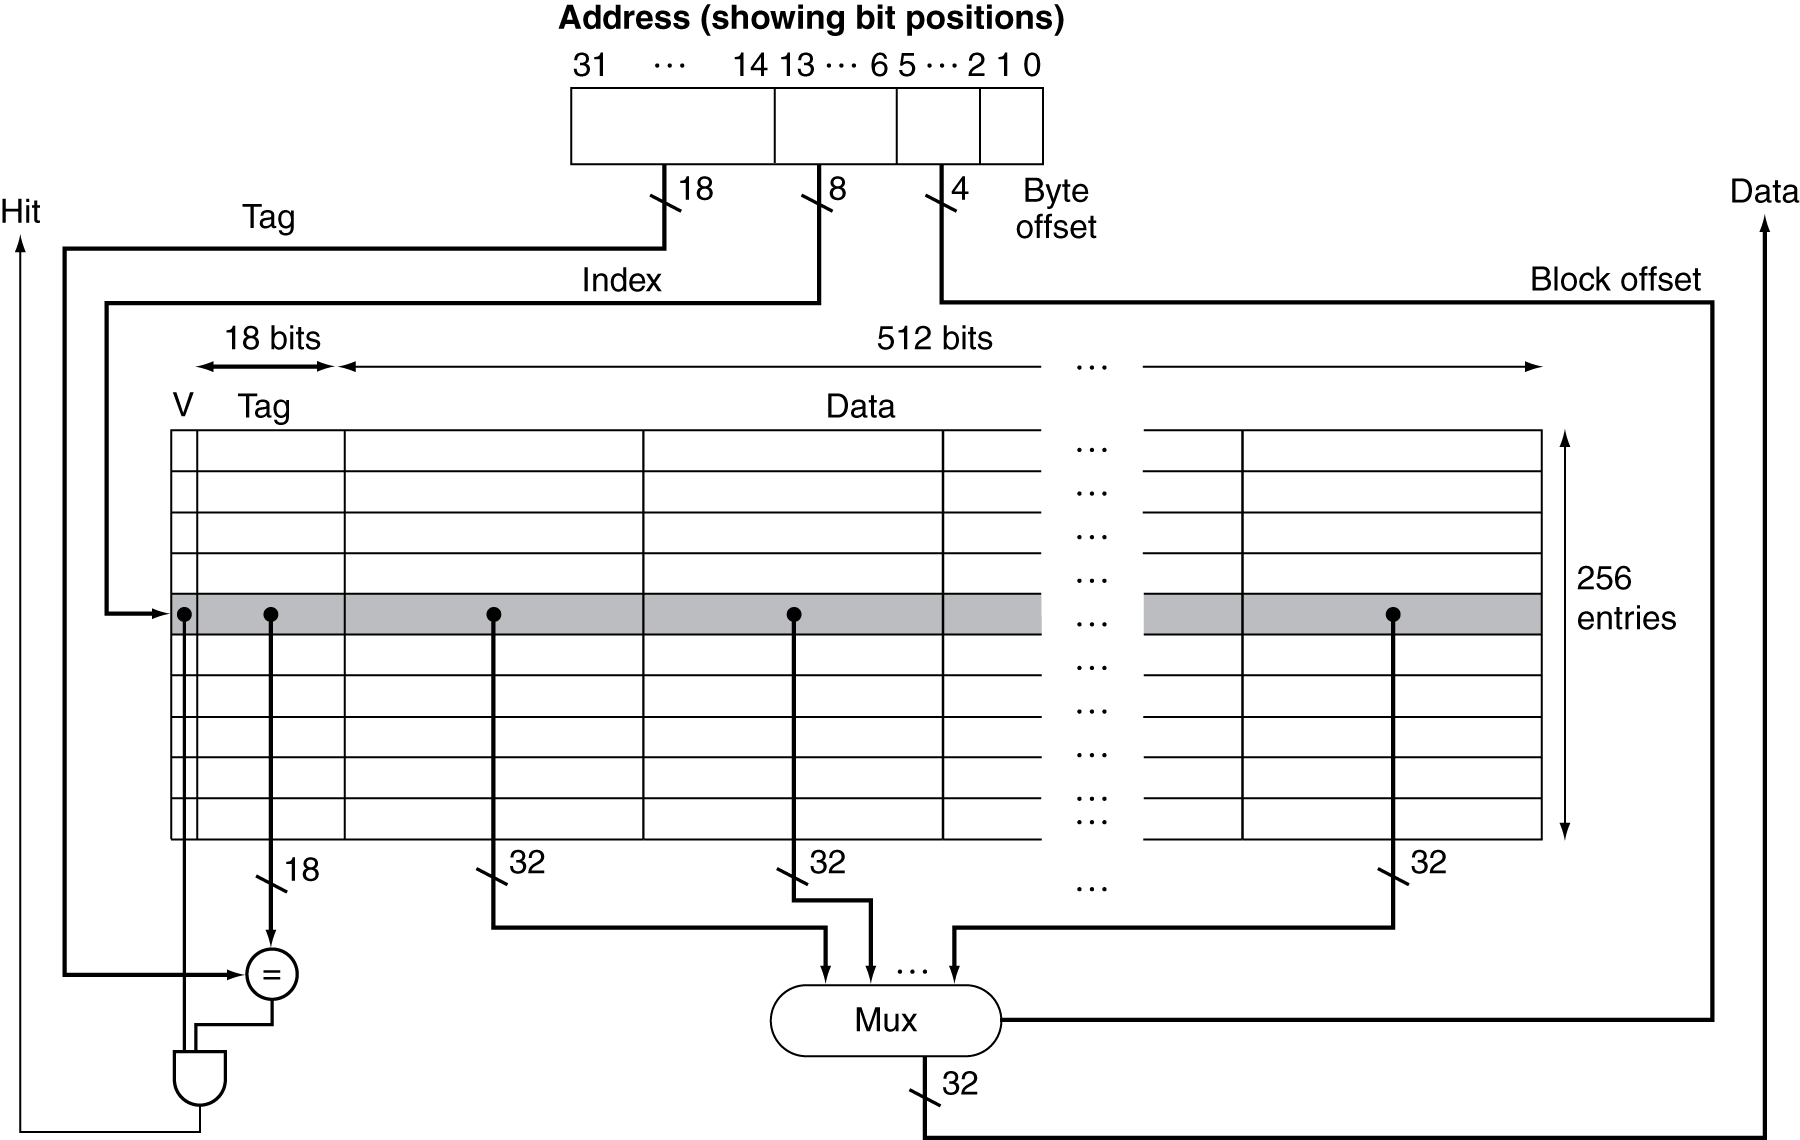 Address (showing bit positions)
31 ... 14 13 ... 6 5 ... 2 1 0
18 8 4 Byte
offset
Hit
Data
Tag
Index
Block offset
18 bits
512 bits
...
V Tag Data
...
...
...
...
256
entries
...
...
...
...
...
...
18 32 32 32
...
=
...
Mux
32